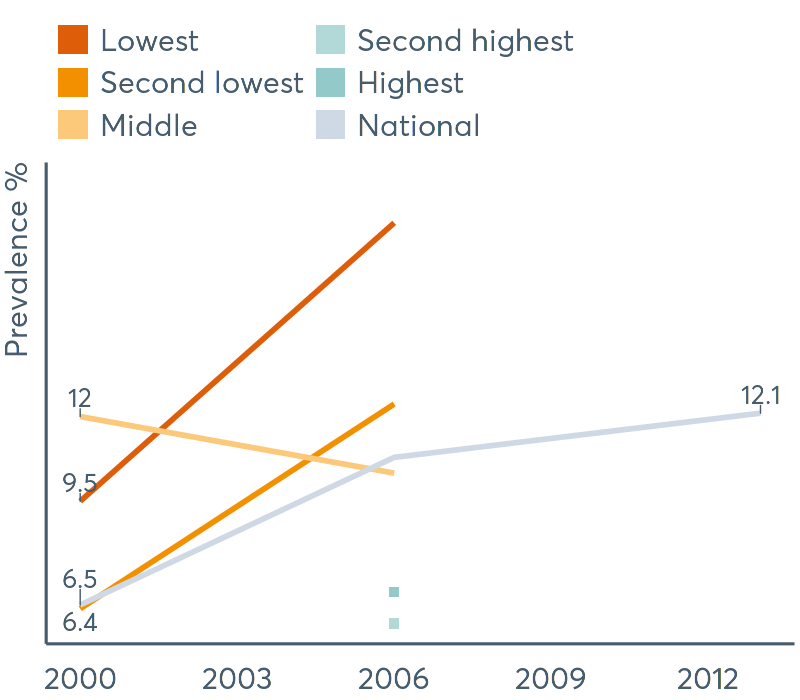 Lowest
Second lowest
Middle
Second highest
Highest
National
Prevalence %
12
9.5
6.5
6.4
12.1
2000 2003 2006 2009 2012